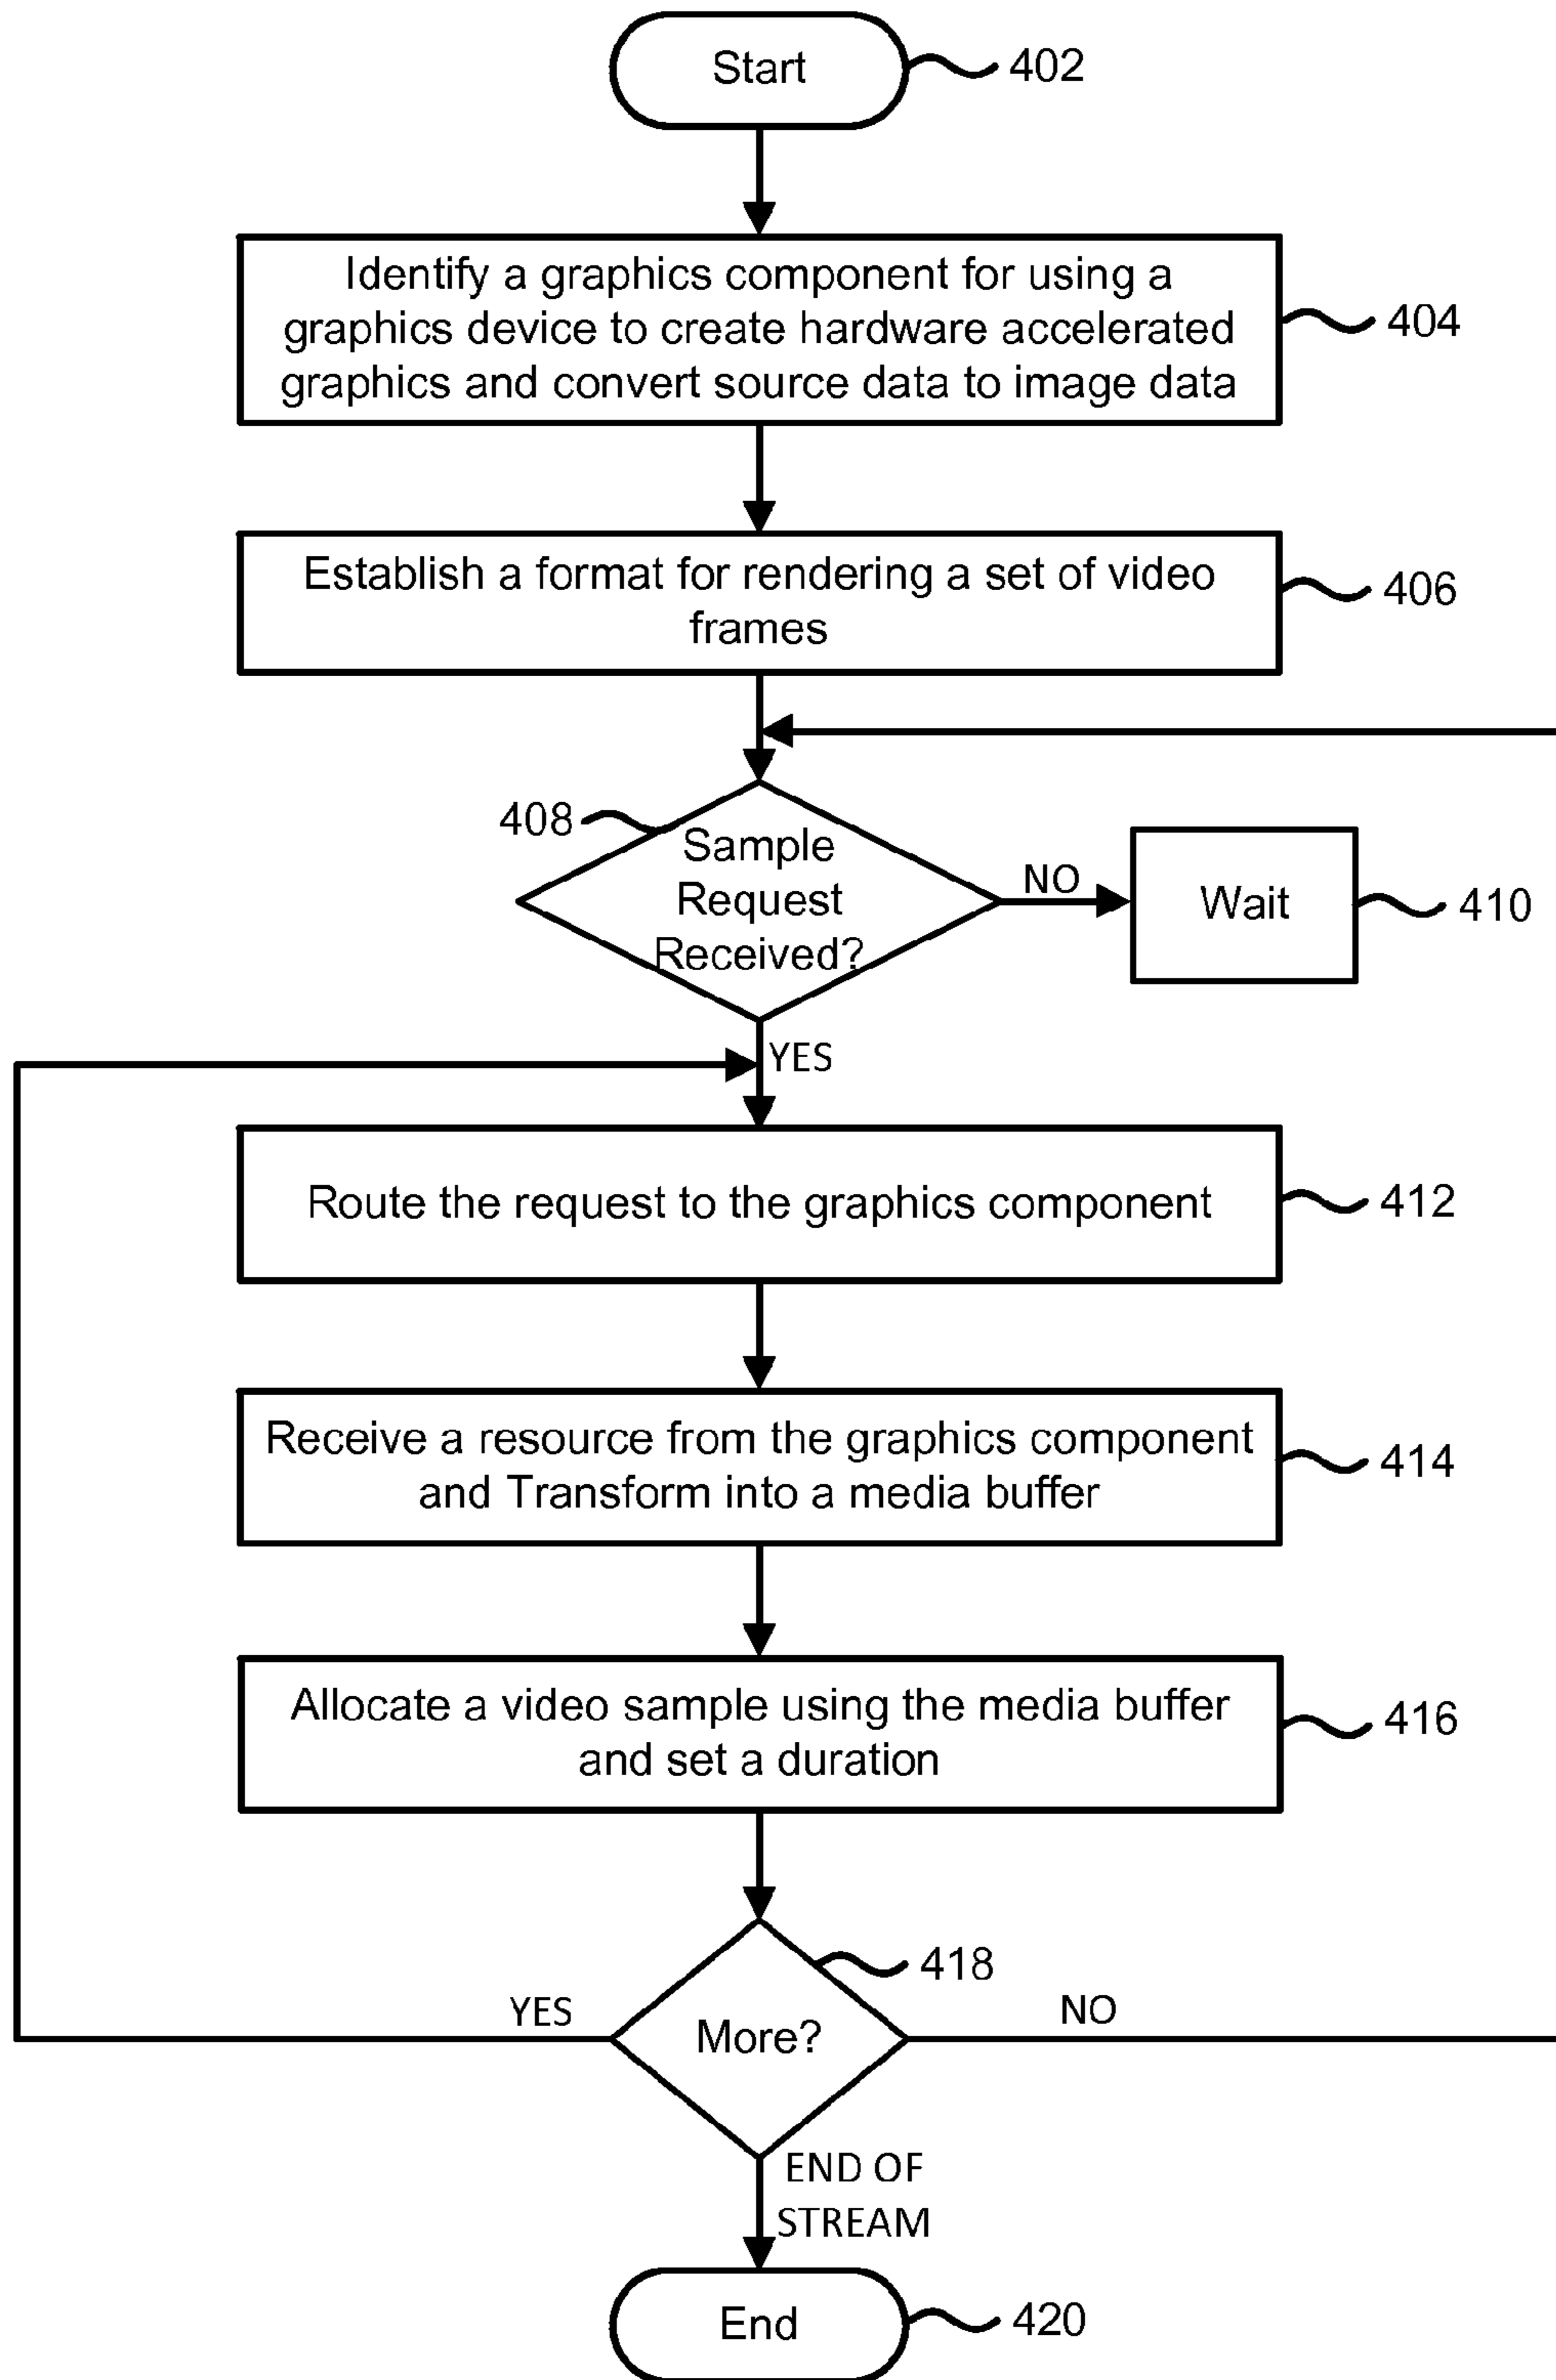 Start
402
Identify a graphics component for using a
graphics device to create hardware accelerated
graphics and convert source data to image data
404
Establish a format for rendering a set of video
frames
406
408
Sample
Request
Received?
NO
Wait
410
YES
Route the request to the graphics component
412
Receive a resource from the graphics component
and Transform into a media buffer
414
Allocate a video sample using the media buffer
and set a duration
416
418
YES
More?
NO
END OF
STREAM
End
420